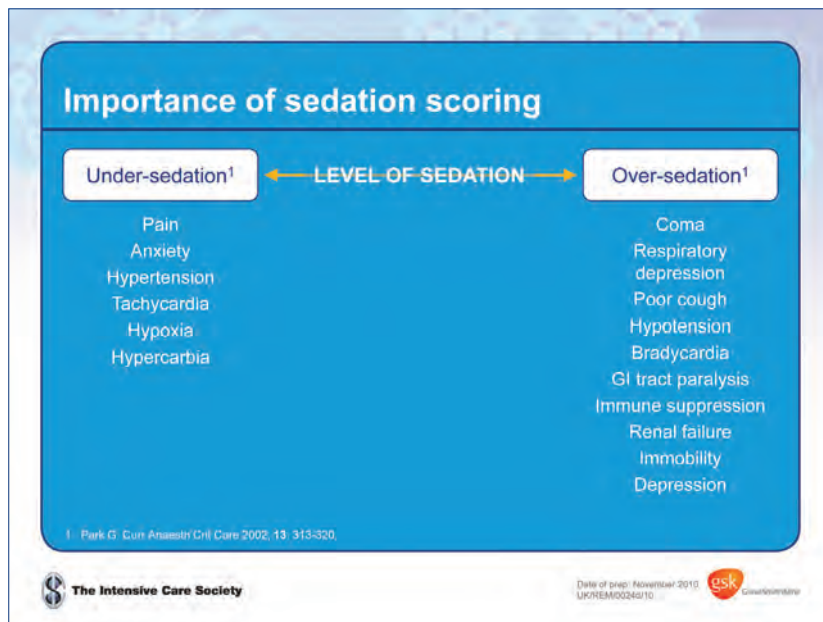 Importance of sedation scoring
Under-sedation¹
LEVEL OF SEDATION
Over-sedation¹
Pain
Anxiety
Hypertension
Tachycardia
Hypoxia
Hypercarbia
Coma
Respiratory
depression
Poor cough
Hypotension
Bradycardia
GI tract paralysis
Immune suppression
Renal failure
Immobility
Depression
1. Park G. Curr Anaesth Crit Care 2002; 13: 313-320.
The Intensive Care Society
Date of prep: November 2010
UK/REM/00240/10
gsk
GlaxoSmithKline